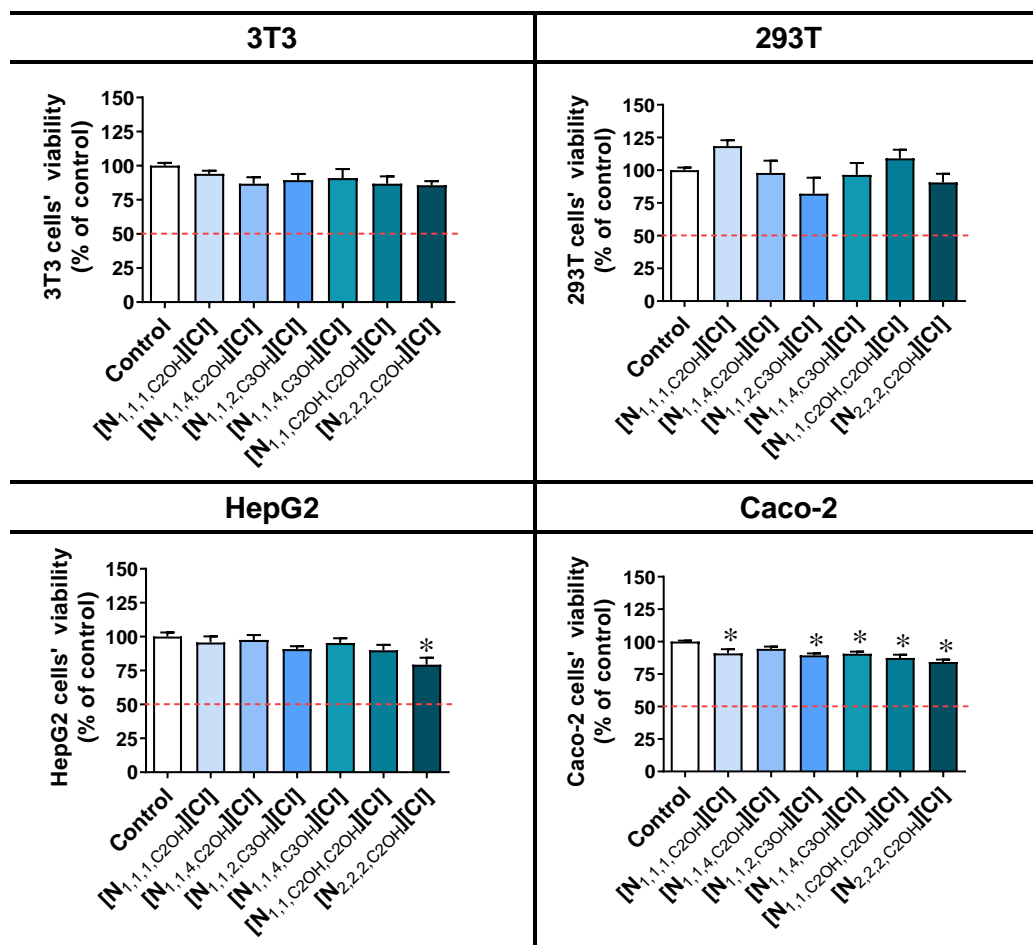 3T3
293T
3T3 cells' viability
(% of control)
150
125
100
75
50
25
0
Control
[N1,1,1,C2OH][Cl]
[N1,1,4,C2OH][Cl]
[N1,1,2,C3OH][Cl]
[N1,1,4,C3OH][Cl]
[N1,1,C2OH,C2OH][Cl]
[N2,2,2,C2OH][Cl]
293T cells' viability
(% of control)
150
125
100
75
50
25
0
Control
[N1,1,1,C2OH][Cl]
[N1,1,4,C2OH][Cl]
[N1,1,2,C3OH][Cl]
[N1,1,4,C3OH][Cl]
[N1,1,C2OH,C2OH][Cl]
[N2,2,2,C2OH][Cl]
HepG2
Caco-2
HepG2 cells' viability
(% of control)
150
125
100
75
50
25
0
*
Control
[N1,1,1,C2OH][Cl]
[N1,1,4,C2OH][Cl]
[N1,1,2,C3OH][Cl]
[N1,1,4,C3OH][Cl]
[N1,1,C2OH,C2OH][Cl]
[N2,2,2,C2OH][Cl]
Caco-2 cells' viability
(% of control)
150
125
100
75
50
25
0
* * * * *
Control
[N1,1,1,C2OH][Cl]
[N1,1,4,C2OH][Cl]
[N1,1,2,C3OH][Cl]
[N1,1,4,C3OH][Cl]
[N1,1,C2OH,C2OH][Cl]
[N2,2,2,C2OH][Cl]